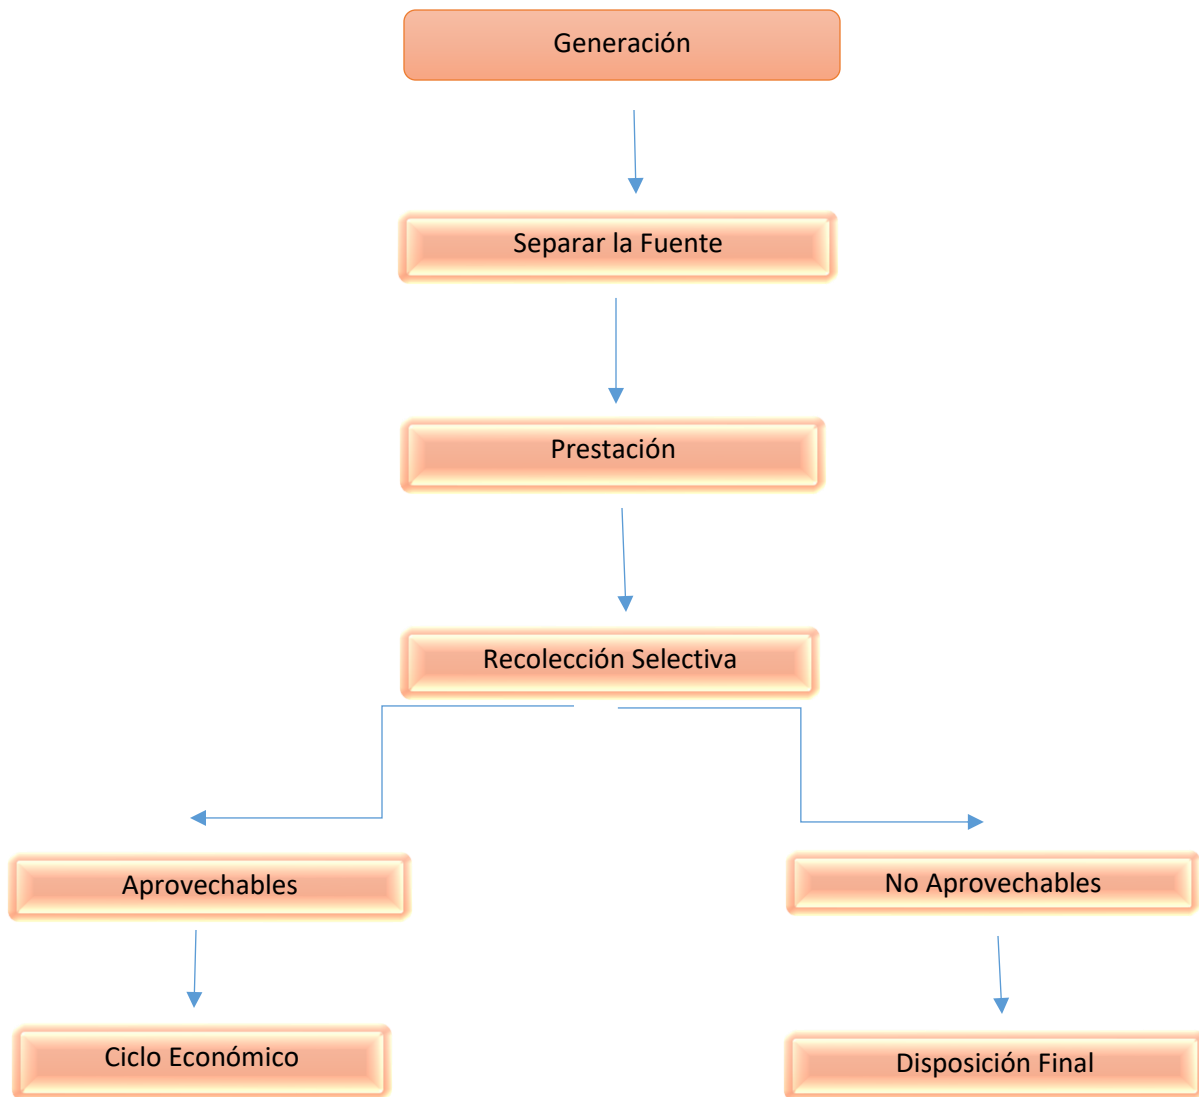 Generación
Separar la Fuente
Prestación
Recolección Selectiva
Aprovechables
No Aprovechables
Ciclo Económico
Disposición Final